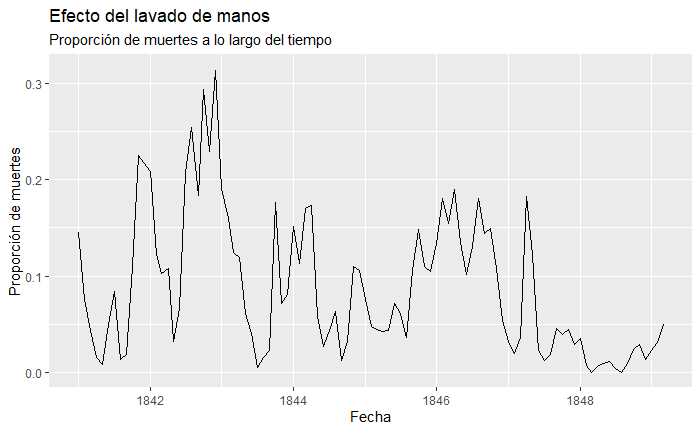 Efecto del lavado de manos
Proporción de muertes a lo largo del tiempo
Proporción de muertes
0.3
0.2
0.1
0.0
1842
1844
1846
1848
Fecha